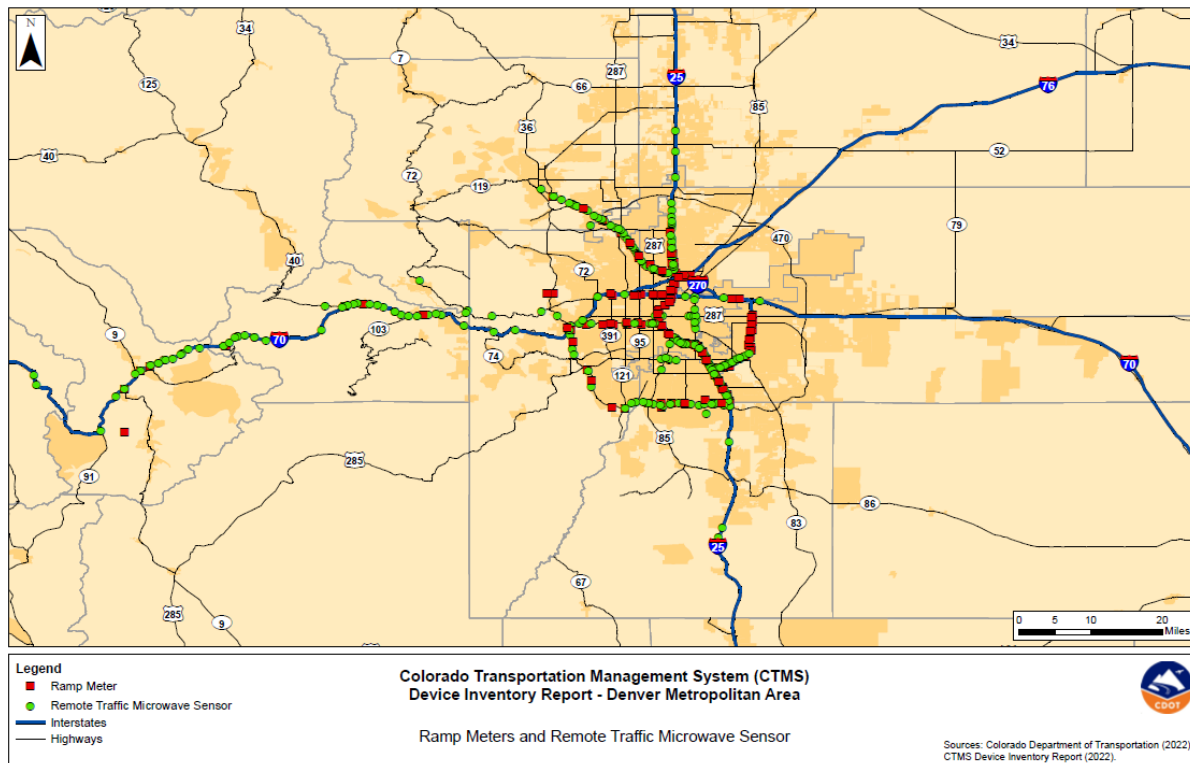 N
34
7
287
25
34
125
66
85
76
36
40
52
72
119
79
470
287
40
72
270
9
103
287
70
391
95
74
121
70
91
85
285
86
83
25
67
285
9
0 5 10 20
Miles
Legend
Ramp Meter
Remote Traffic Microwave Sensor
Interstates
Highways
Colorado Transportation Management System (CTMS)
Device Inventory Report - Denver Metropolitan Area
Ramp Meters and Remote Traffic Microwave Sensor
CDOT
Sources: Colorado Department of Transportation (2022)
CTMS Device Inventory Report (2022).